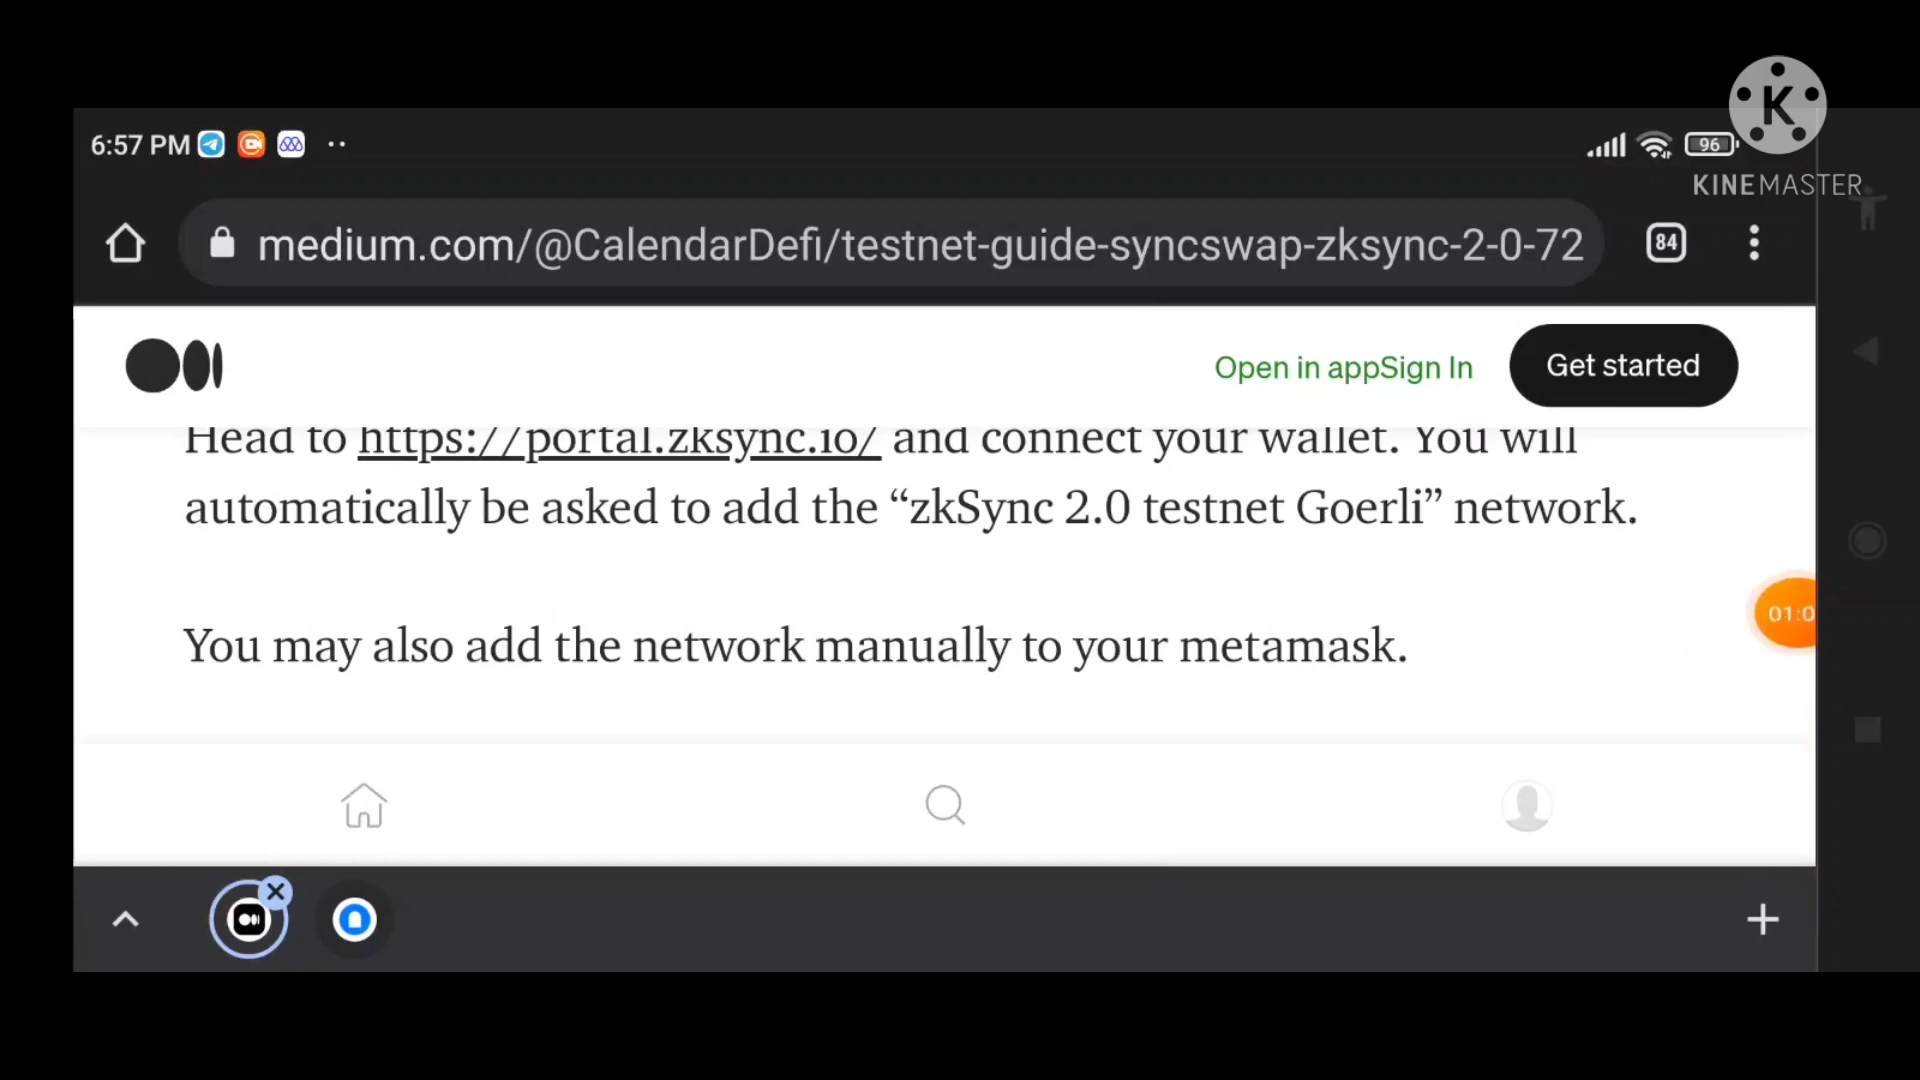 6:57 PM
96
KINEMASTER
medium.com/@CalendarDefi/testnet-guide-syncswap-zksync-2-0-72
84
Open in appSign In
Get started
Head to https://portal.zksync.io/ and connect your wallet. You will
automatically be asked to add the “zkSync 2.0 testnet Goerli” network.
01:0
You may also add the network manually to your metamask.